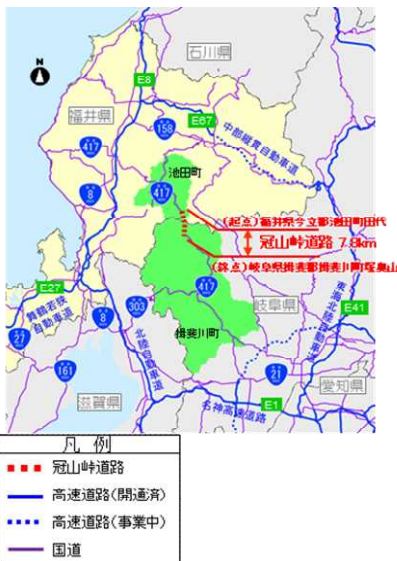 N
石川県
E8
E67
福井県
158
中部縦貫自動車道
417
池田町
8
417
(起点)福井県今立郡池田町田代
冠山峠道路 7.8km
(終点)岐阜県揖斐郡揖斐川町塚奥山
E27
417
岐阜県
舞鶴若狭
自動車道
303
E41
27
8
北陸自動車道
東海北陸自動車道
揖斐川町
161
21
滋賀県
愛知県
E1
名神高速道路
凡 例
冠山峠道路
高速道路(開通済)
高速道路(事業中)
国道